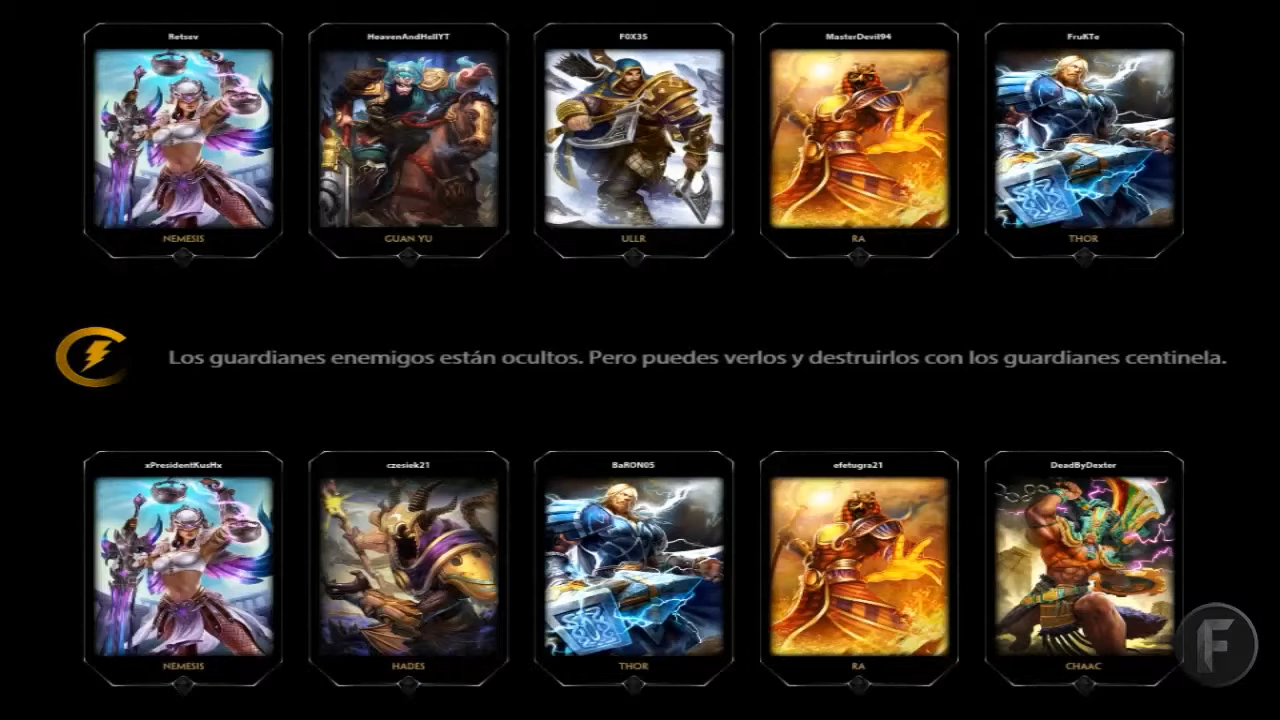 Retsev
HeavenAndHellYT
F0X3S
MasterDevil94
FruKTe
NEMESIS
GUAN YU
ULLR
RA
THOR
Los guardianes enemigos están ocultos. Pero puedes verlos y destruirlos con los guardianes centinela.
xPresidentKusHx
czesiek21
BaRON05
efetugra21
DeadByDexter
NEMESIS
HADES
THOR
RA
CHAAC
F